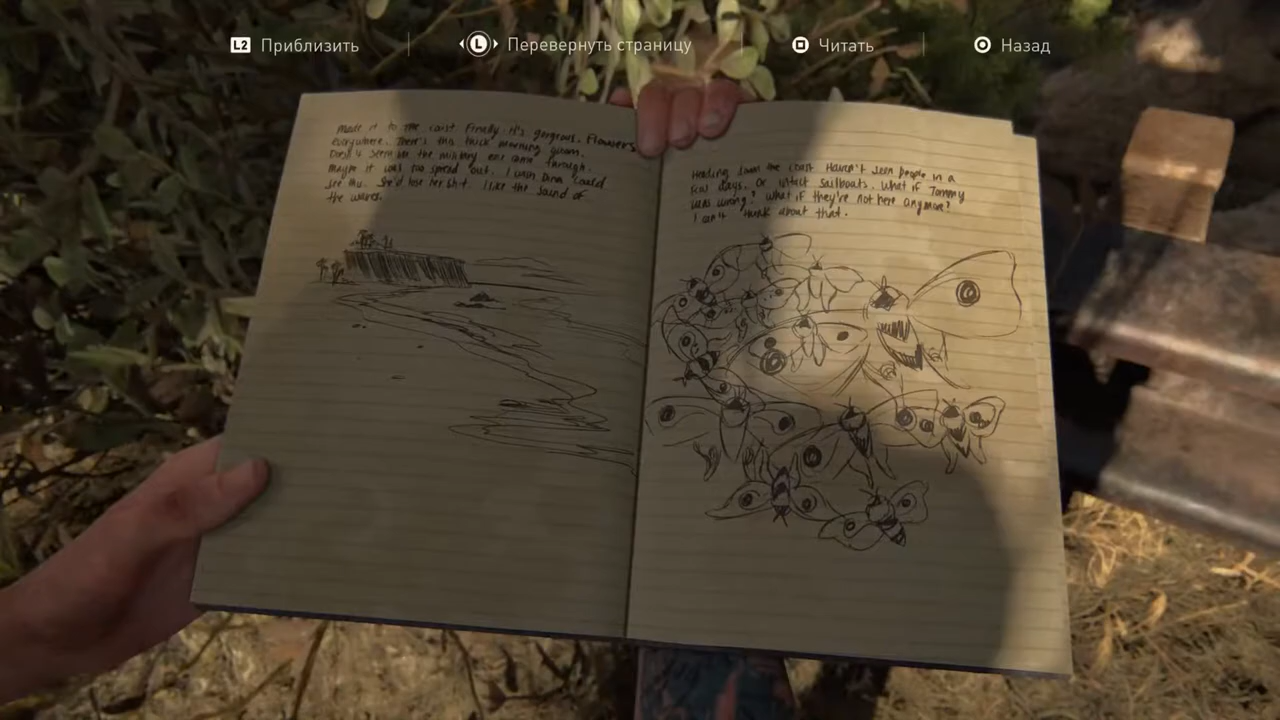 L2 Приблизить
L Перевернуть страницу
Читать
Назад
Made it to the coast. Finally. It's gorgeous. Flowers
everywhere. There's this thick morning gloom.
Doesn't seem like the military ever came through.
Maybe it was too spread out. I wish Dina could
see this. She'd lose her shit. I like the sound of
the waves.
Heading down the coast. Haven't seen people in a
few days. Or intact sailboats. What if Tommy
was wrong? What if they're not here anymore?
I can't think about that.